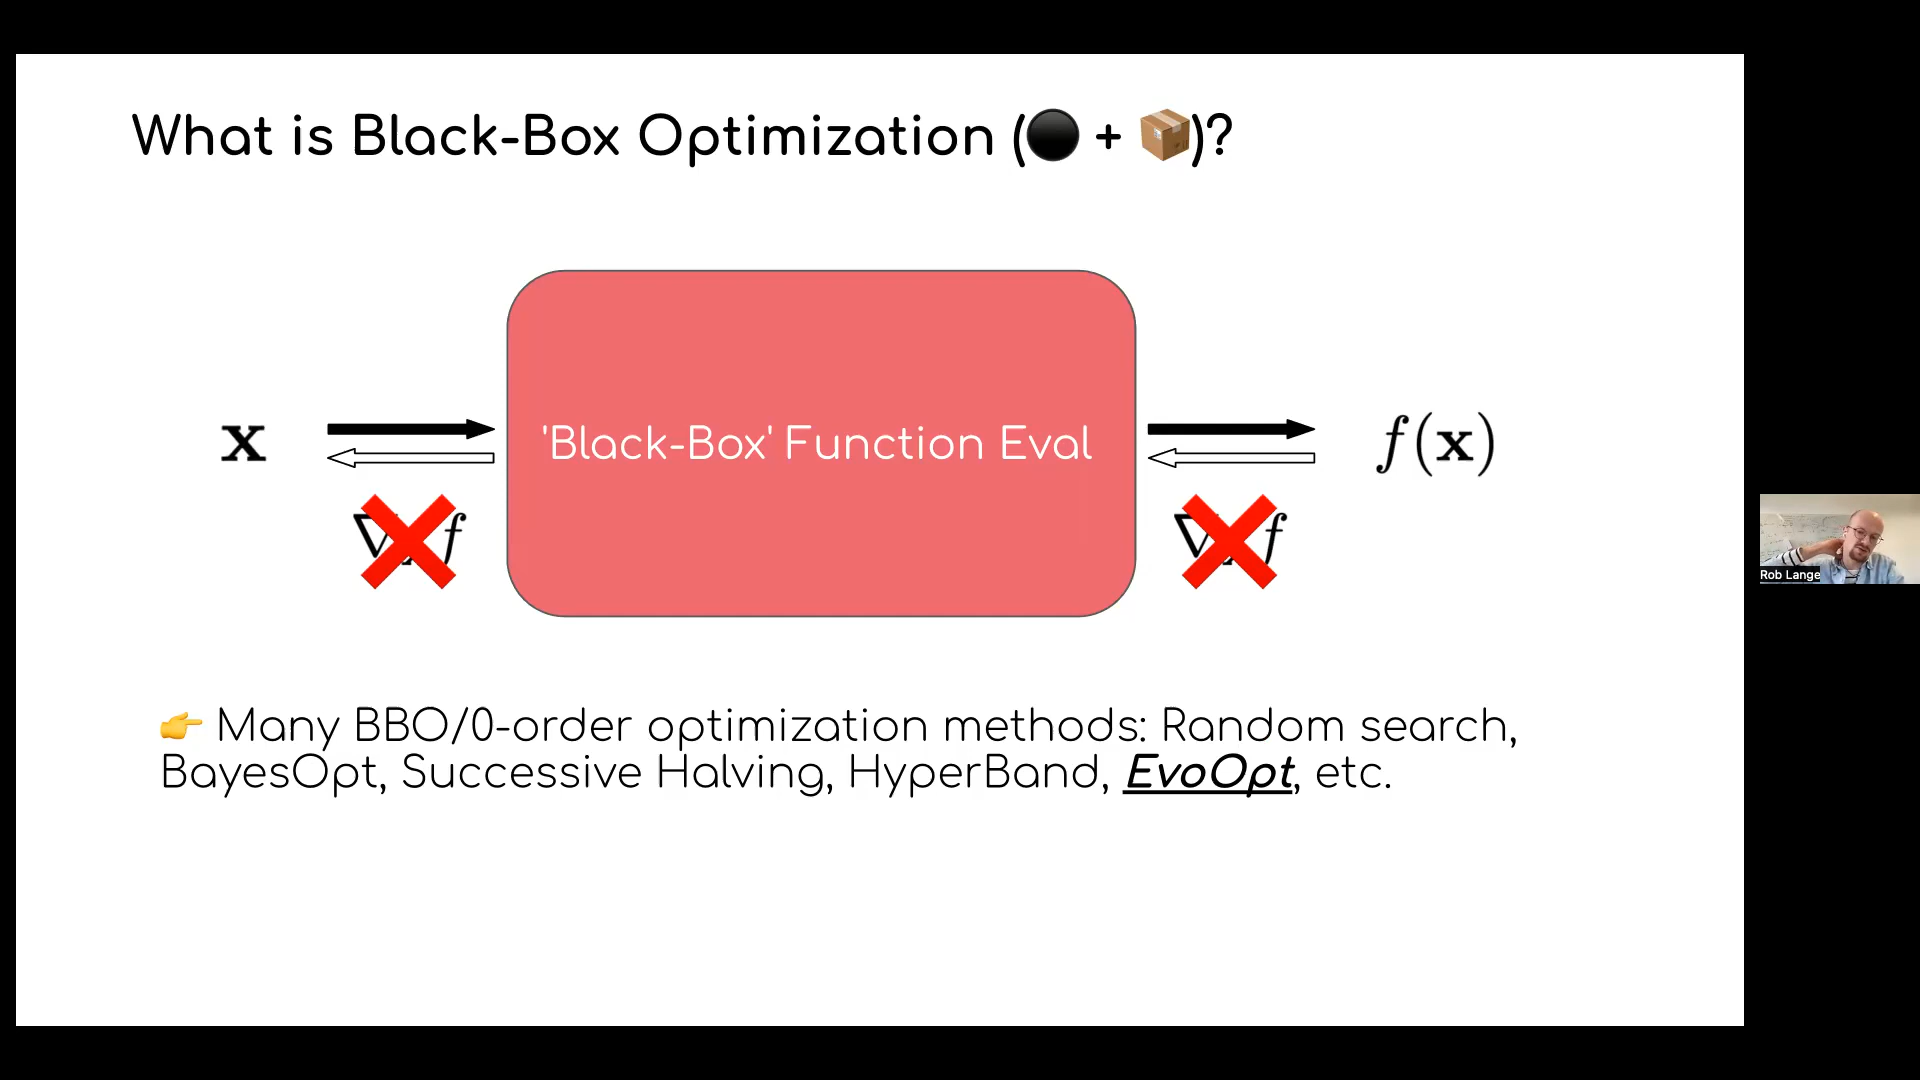 What is Black-Box Optimization (⚫ + 📦)?
x
'Black-Box' Function Eval
f(x)
👉 Many BBO/0-order optimization methods: Random search,
BayesOpt, Successive Halving, HyperBand, EvoOpt, etc.
Rob Lange